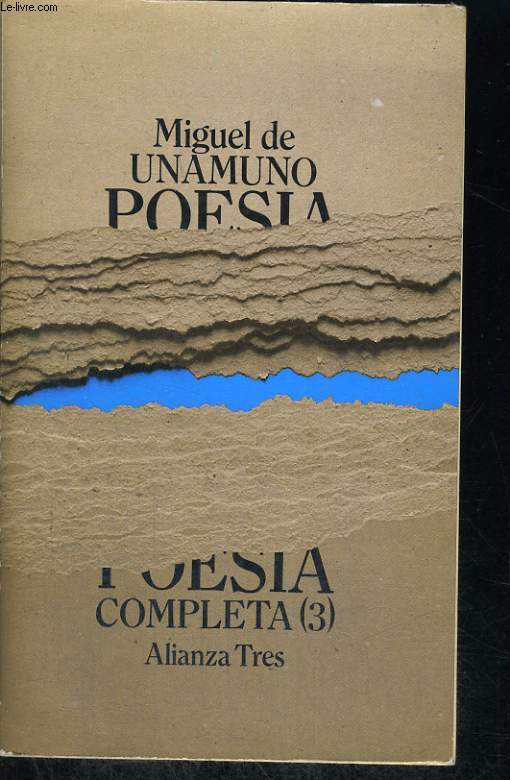 Le-livre.com
Miguel de
UNAMUNO
POESIA
POESIA
COMPLETA (3)
Alianza Tres